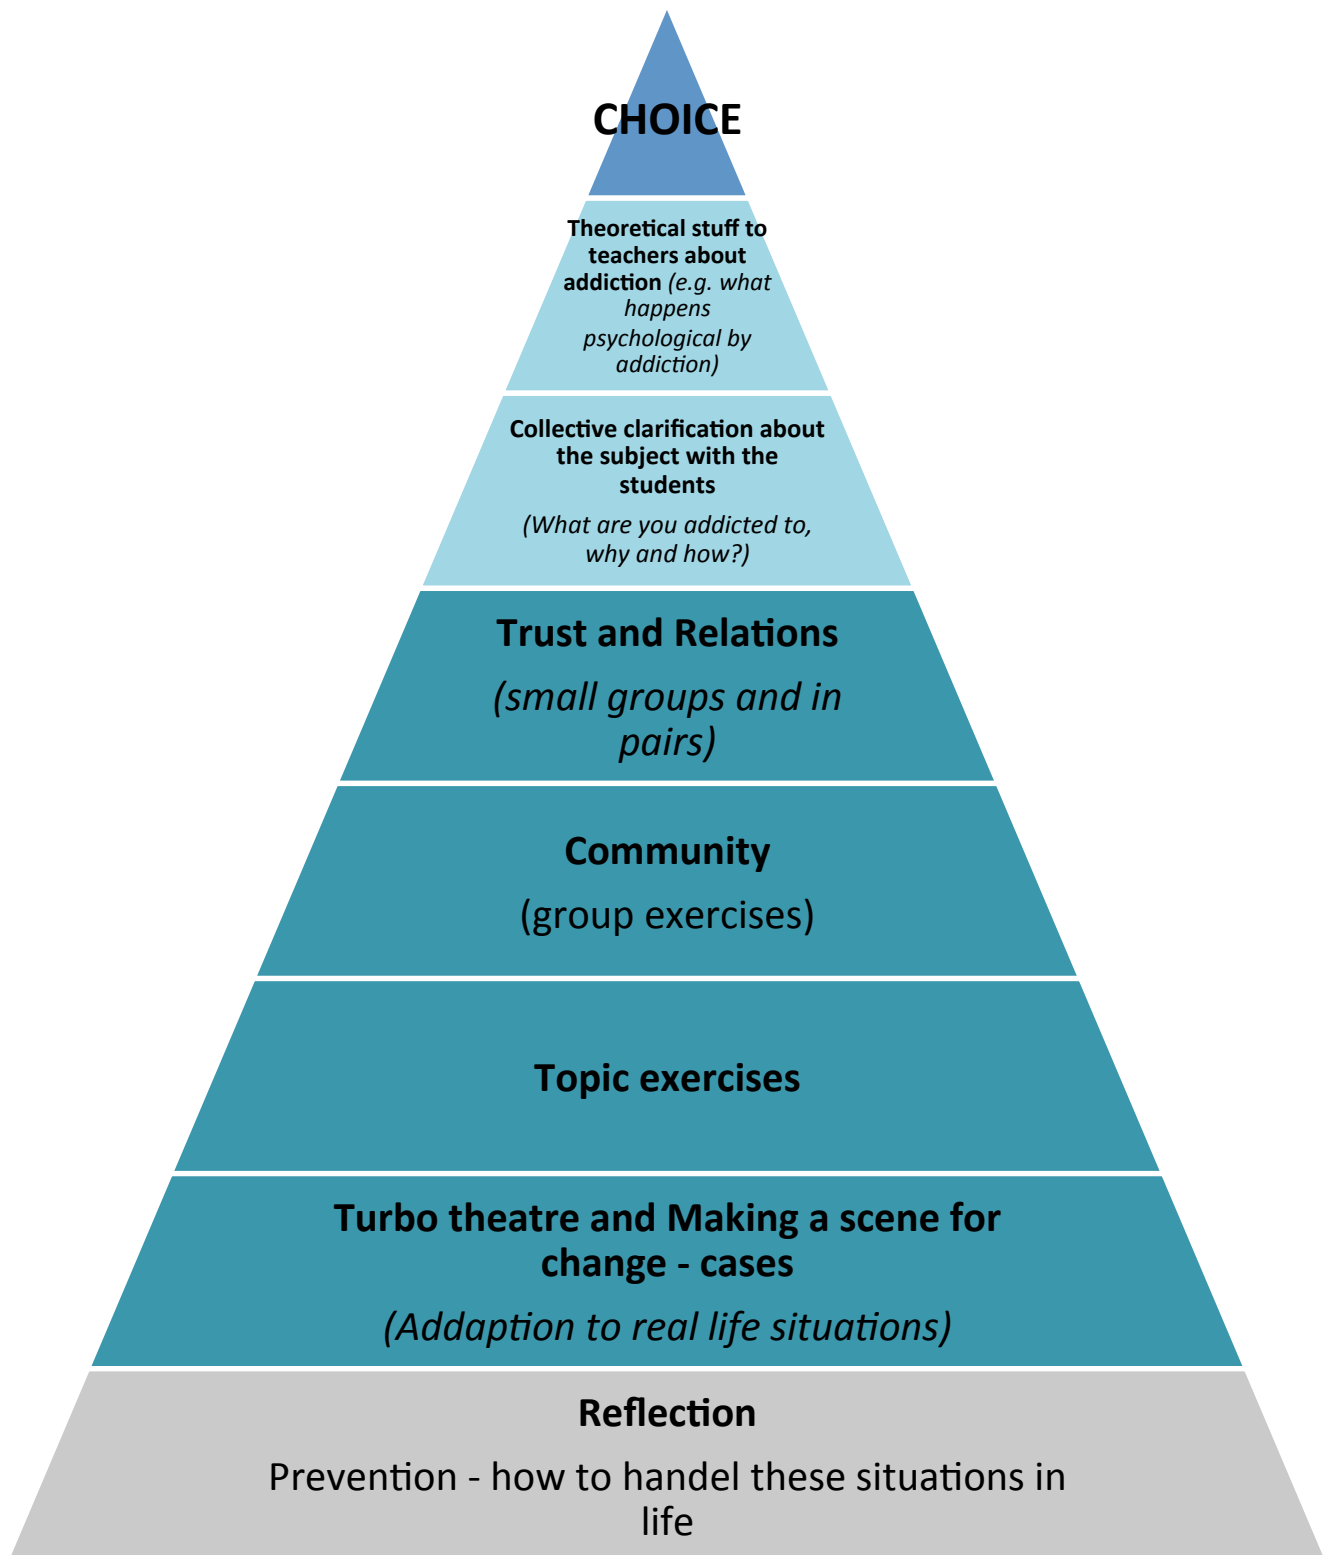 CHOICE
Theoretical stuff to
teachers about
addiction (e.g. what
happens
psychological by
addiction)
Collective clarification about
the subject with the
students
(What are you addicted to,
why and how?)
Trust and Relations
(small groups and in
pairs)
Community
(group exercises)
Topic exercises
Turbo theatre and Making a scene for
change - cases
(Addaption to real life situations)
Reflection
Prevention - how to handel these situations in
life